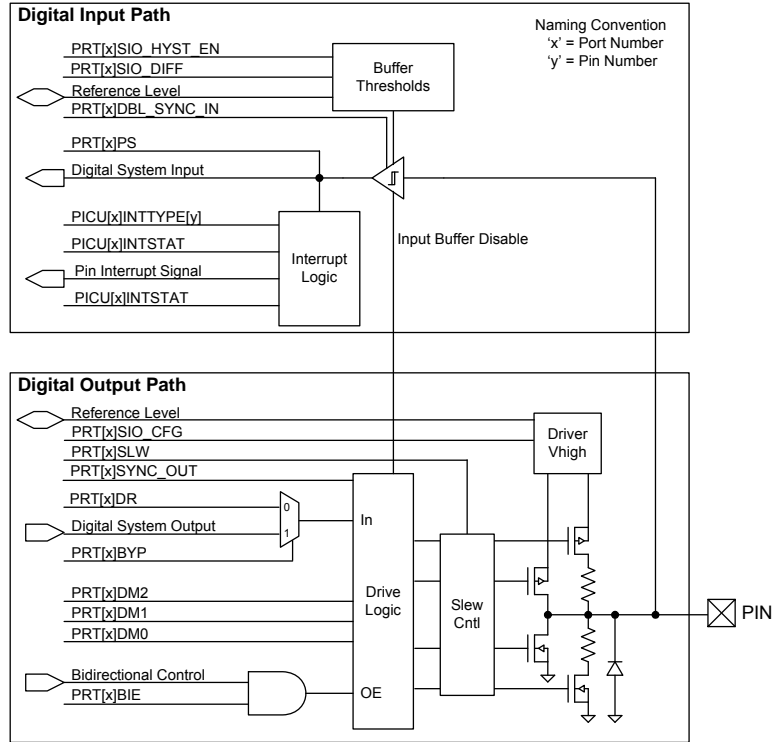 Digital Input Path
Naming Convention
‘x’ = Port Number
‘y’ = Pin Number
PRT[x]SIO_HYST_EN
PRT[x]SIO_DIFF
Reference Level
PRT[x]DBL_SYNC_IN
Buffer
Thresholds
PRT[x]PS
Digital System Input
PICU[x]INTTYPE[y]
PICU[x]INTSTAT
Pin Interrupt Signal
PICU[x]INTSTAT
Interrupt
Logic
Input Buffer Disable
Digital Output Path
Reference Level
PRT[x]SIO_CFG
PRT[x]SLW
PRT[x]SYNC_OUT
Driver
Vhigh
PRT[x]DR
Digital System Output
PRT[x]BYP
0
1
In
PRT[x]DM2
PRT[x]DM1
PRT[x]DM0
Drive
Logic
Slew
Cntl
PIN
Bidirectional Control
PRT[x]BIE
OE